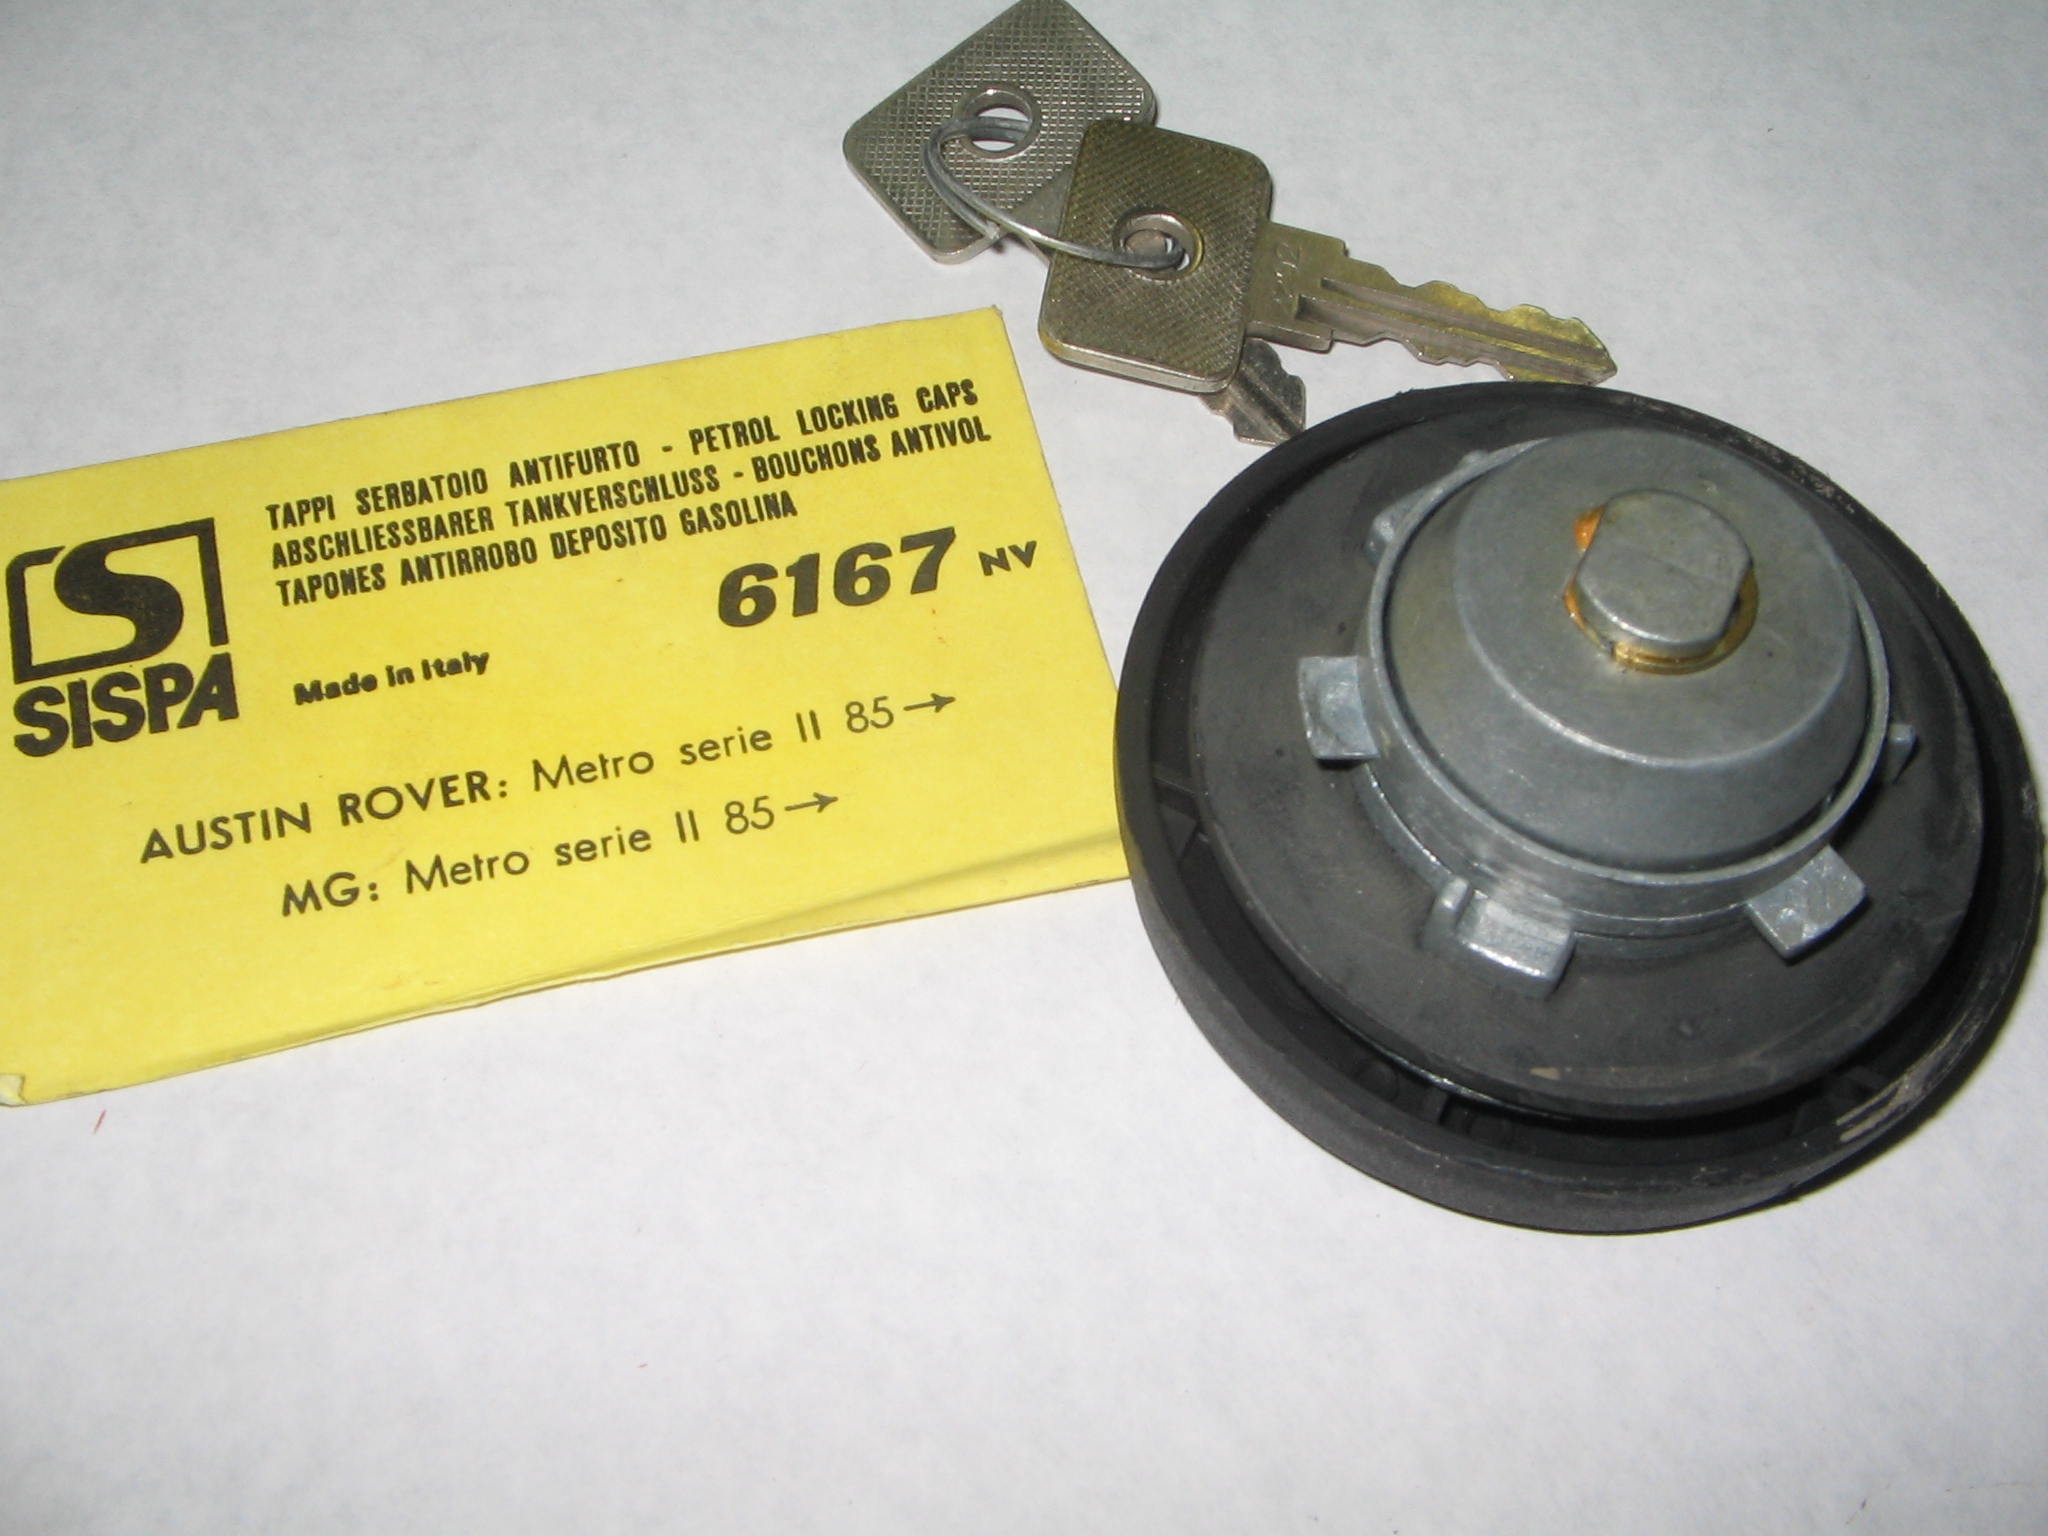 SISPA
TAPPI SERBATOIO ANTIFURTO - PETROL LOCKING CAPS
ABSCHLIESSBARER TANKVERSCHLUSS - BOUCHONS ANTIVOL
TAPONES ANTIRROBO DEPOSITO GASOLINA
6167 NV
Made in Italy
AUSTIN ROVER: Metro serie II 85→
MG: Metro serie II 85→